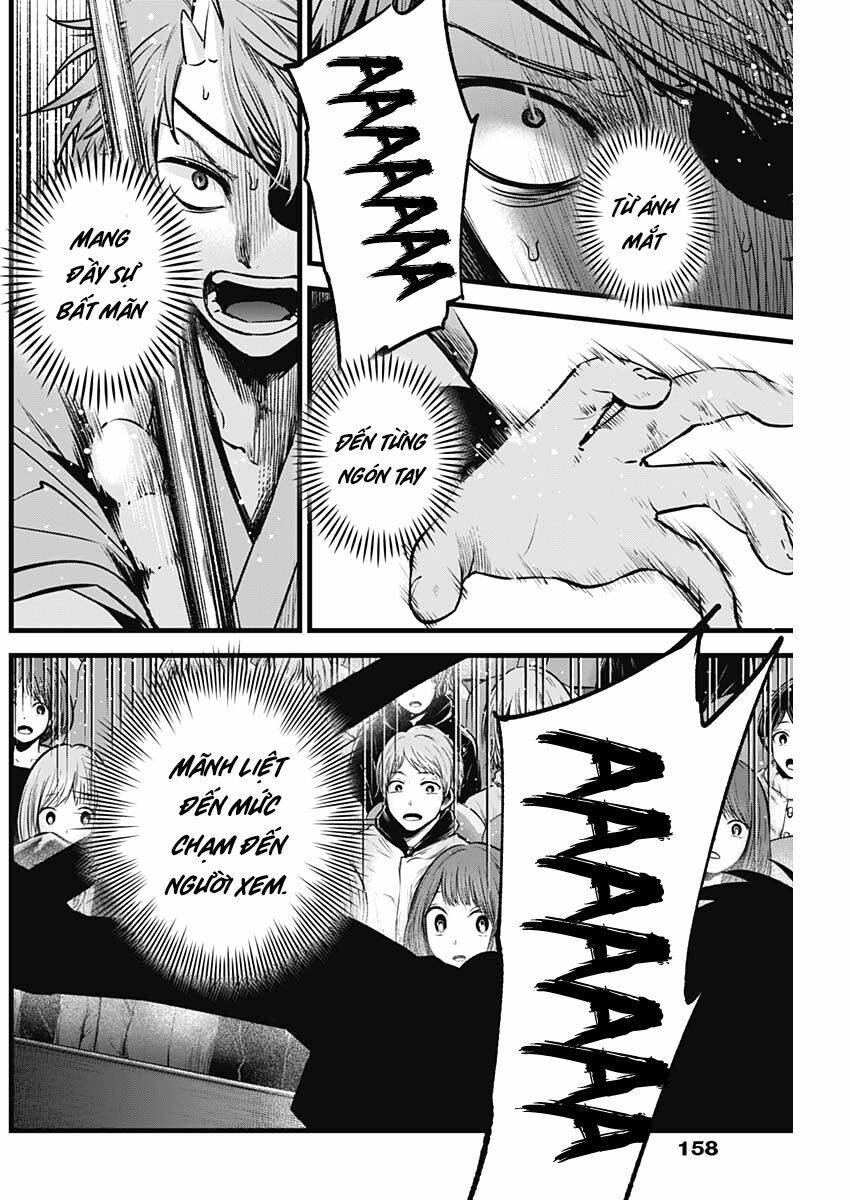 TỪ ÁNH
MẮT
AAAAAAA
MANG
ĐẦY SỰ
BẤT MÃN
ĐẾN TỪNG
NGÓN TAY
AAAAAAAA
MÃNH LIỆT
ĐẾN MỨC
CHẠM ĐẾN
NGƯỜI XEM.
158